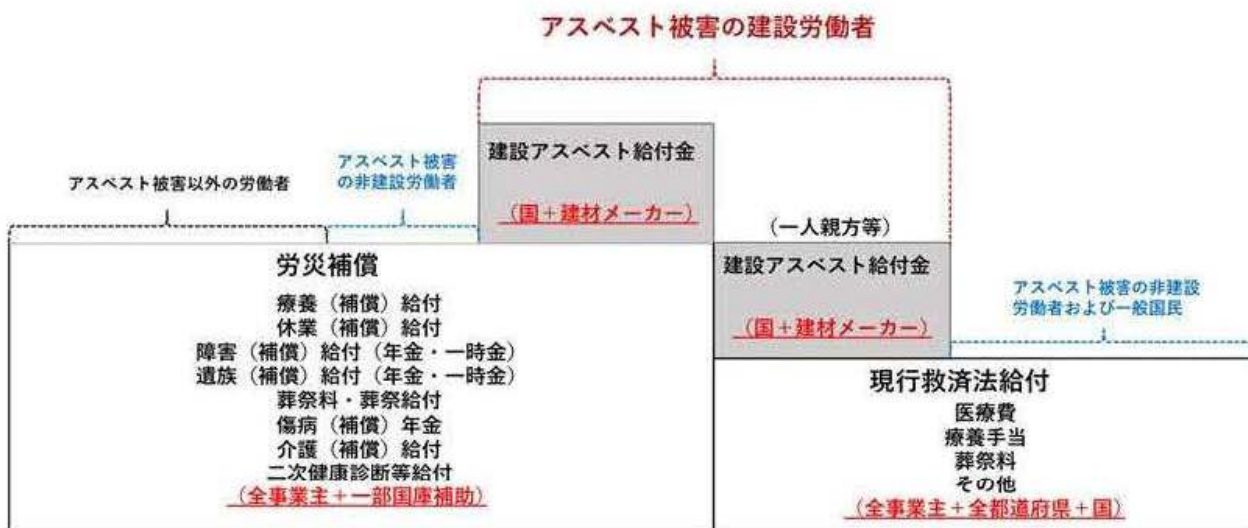 アスベスト被害の建設労働者
アスベスト被害以外の労働者
アスベスト被害
の非建設労働者
建設アスベスト給付金
(国+建材メーカー)
(一人親方等)
建設アスベスト給付金
(国+建材メーカー)
アスベスト被害の非建設
労働者および一般国民
労災補償
療養(補償)給付
休業(補償)給付
障害(補償)給付(年金・一時金)
遺族(補償)給付(年金・一時金)
葬祭料・葬祭給付
傷病(補償)年金
介護(補償)給付
二次健康診断等給付
(全事業主+一部国庫補助)
現行救済法給付
医療費
療養手当
葬祭料
その他
(全事業主+全都道府県+国)